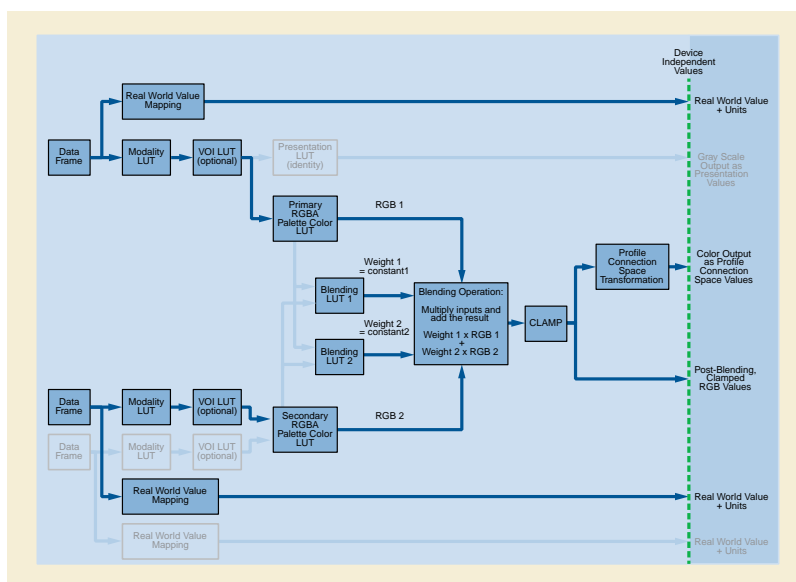 Device
Independent
Values
Real World Value
Mapping
Real World Value
+ Units
Data
Frame
Modality
LUT
VOI LUT
(optional)
Presentation
LUT
(identity)
Gray Scale
Output as
Presentation
Values
Primary
RGBA
Palette Color
LUT
RGB 1
Weight 1
= constant1
Blending
LUT 1
Weight 2
= constant2
Blending
LUT 2
Blending Operation:
Multiply inputs and
add the result
Weight 1 x RGB 1
+
Weight 2 x RGB 2
CLAMP
Profile
Connection
Space
Transformation
Color Output
as Profile
Connection
Space Values
Post-Blending,
Clamped
RGB Values
Data
Frame
Modality
LUT
VOI LUT
(optional)
Secondary
RGBA
Palette Color
LUT
RGB 2
Data
Frame
Modality
LUT
VOI LUT
(optional)
Real World Value
Mapping
Real World Value
+ Units
Real World Value
Mapping
Real World Value
+ Units